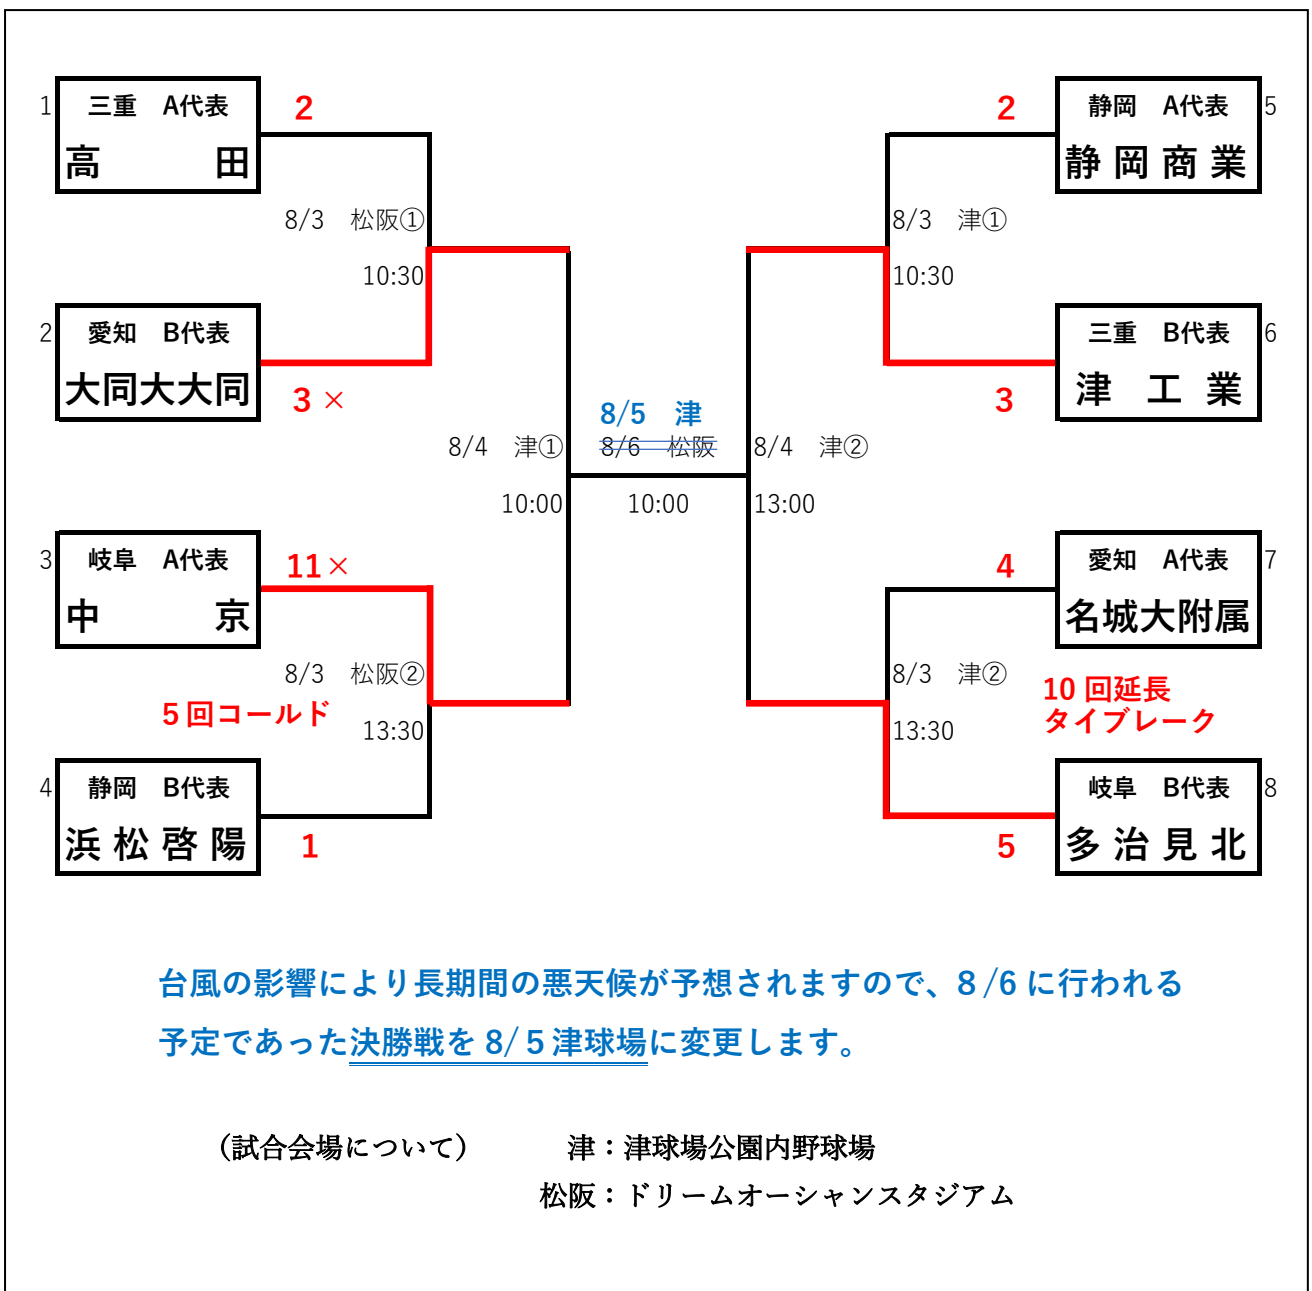 1
三重　A代表
高　　　田
2
8/3　松阪①
10:30
2
愛知　B代表
大同大大同
3 ×
8/4　津①
10:00
3
岐阜　A代表
中　　　京
11 ×
8/3　松阪②
5 回コールド
13:30
4
静岡　B代表
浜 松 啓 陽
1
8/5　津
8/6　松阪
10:00
2
静岡　A代表
5
静 岡 商 業
8/3　津①
10:30
三重　B代表
6
津　工　業
3
8/4　津②
13:00
4
愛知　A代表
7
名城大附属
8/3　津②
13:30
10 回延長
タイブレーク
岐阜　B代表
8
多 治 見 北
5
台風の影響により長期間の悪天候が予想されますので、8 /6 に行われる
予定であった決勝戦を 8/ 5 津球場に変更します。
（試合会場について）　　　津：津球場公園内野球場
松阪：ドリームオーシャンスタジアム